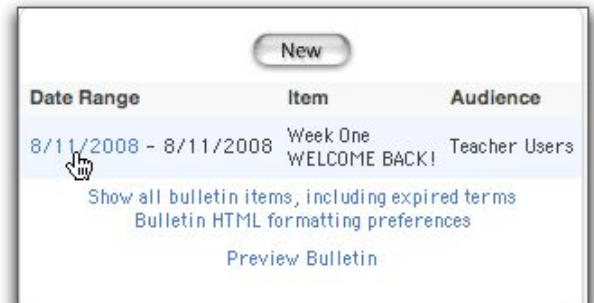 New
Date Range Item Audience
8/11/2008 - 8/11/2008 Week One WELCOME BACK! Teacher Users
Show all bulletin items, including expired terms
Bulletin HTML formatting preferences
Preview Bulletin